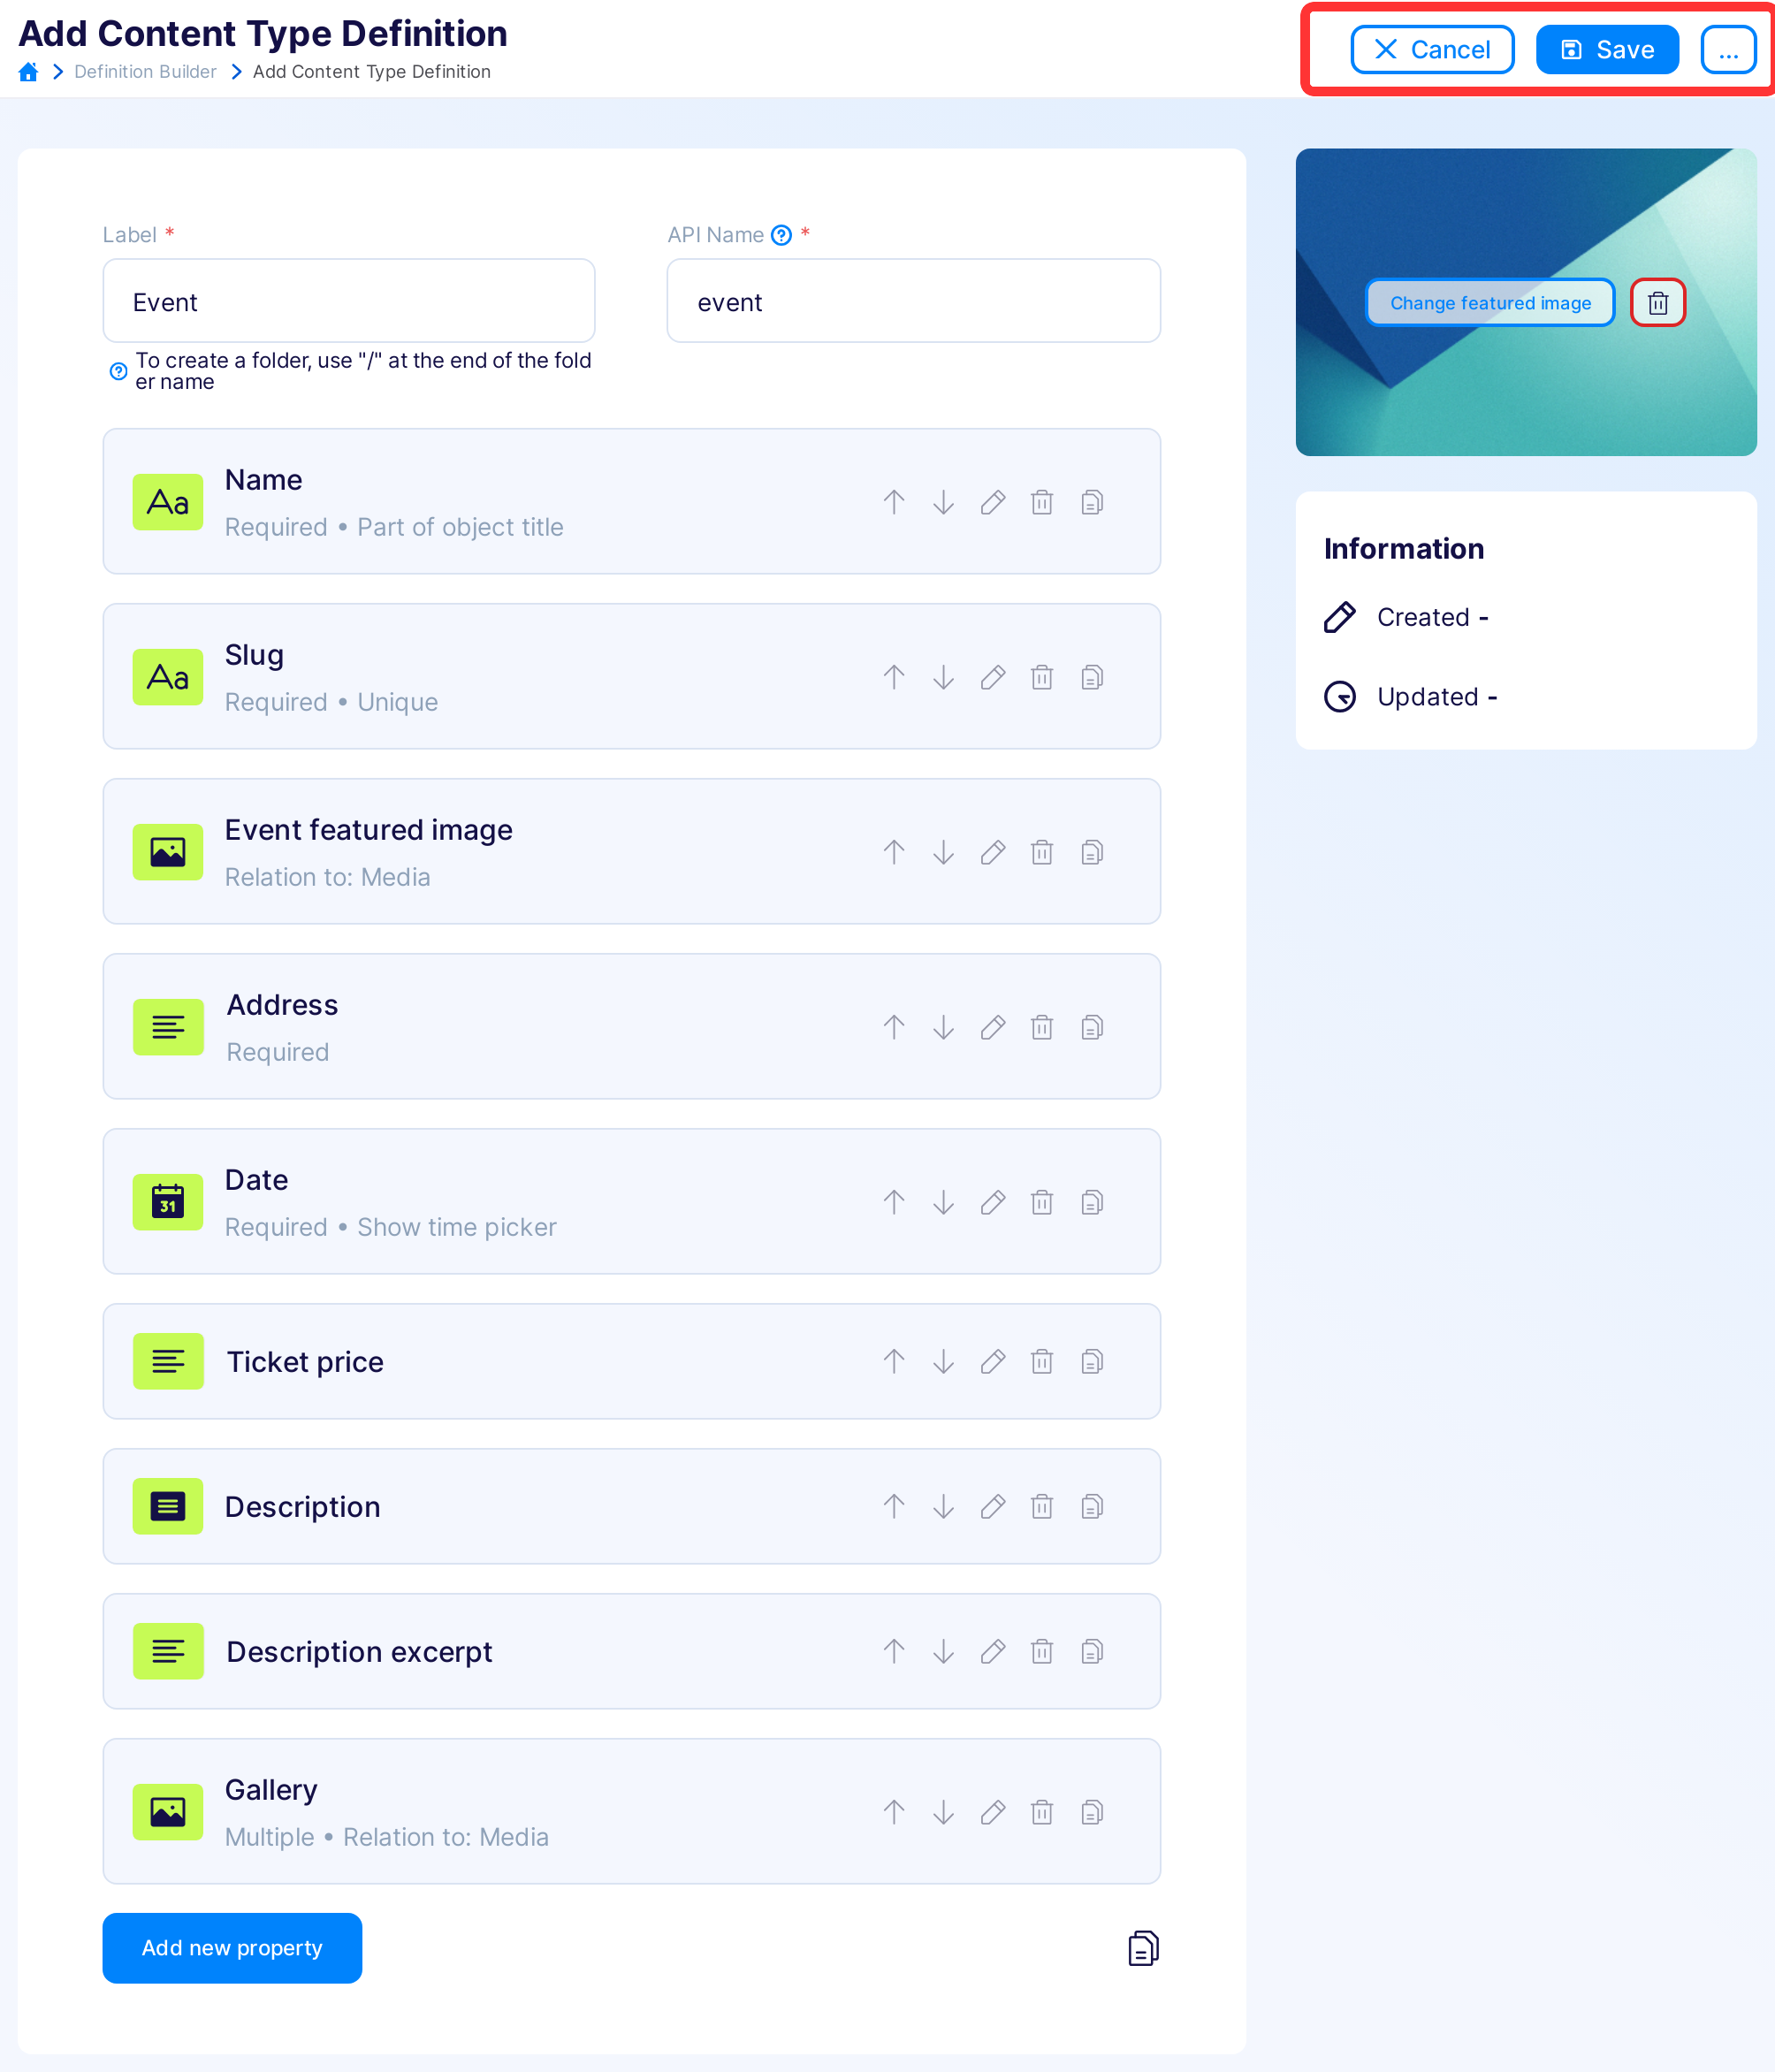 Add Content Type Definition
Definition Builder
Add Content Type Definition
Cancel
Save
...
Label *
API Name *
Event
event
To create a folder, use "/" at the end of the fold
er name
Change featured image
Name
Required • Part of object title
Information
Created -
Updated -
Aa
Slug
Required • Unique
Aa
Event featured image
Relation to: Media
Address
Required
Date
Required • Show time picker
31
Ticket price
Description
Description excerpt
Gallery
Multiple • Relation to: Media
Add new property